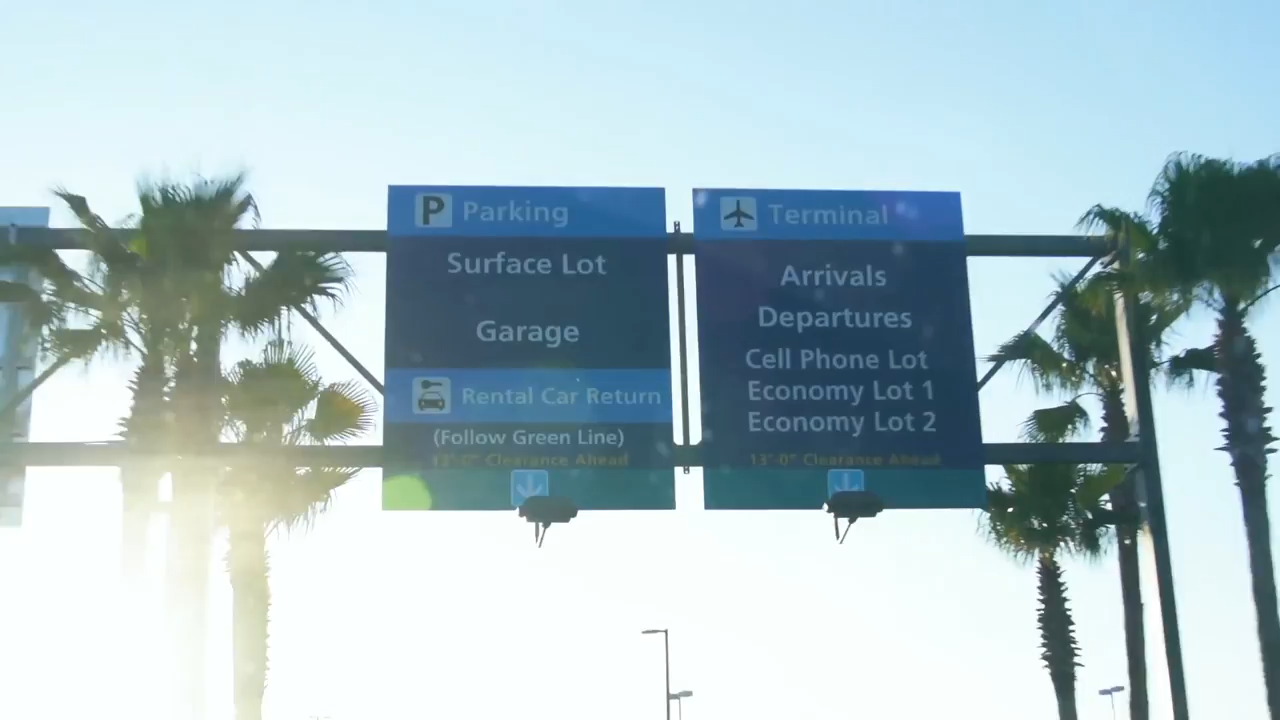 P Parking
Surface Lot
Garage
Rental Car Return
(Follow Green Line)
13'-0" Clearance Ahead
Terminal
Arrivals
Departures
Cell Phone Lot
Economy Lot 1
Economy Lot 2
13'-0" Clearance Ahead